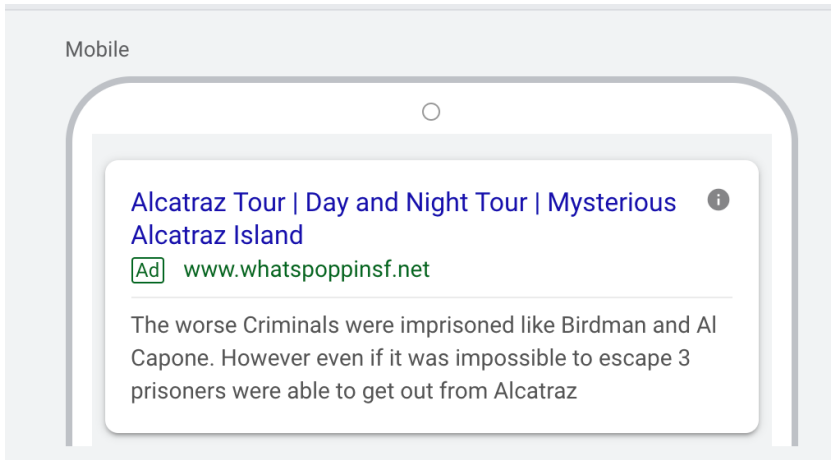 Mobile
Alcatraz Tour | Day and Night Tour | Mysterious
Alcatraz Island
Ad www.whatspoppinsf.net
The worse Criminals were imprisoned like Birdman and Al
Capone. However even if it was impossible to escape 3
prisoners were able to get out from Alcatraz